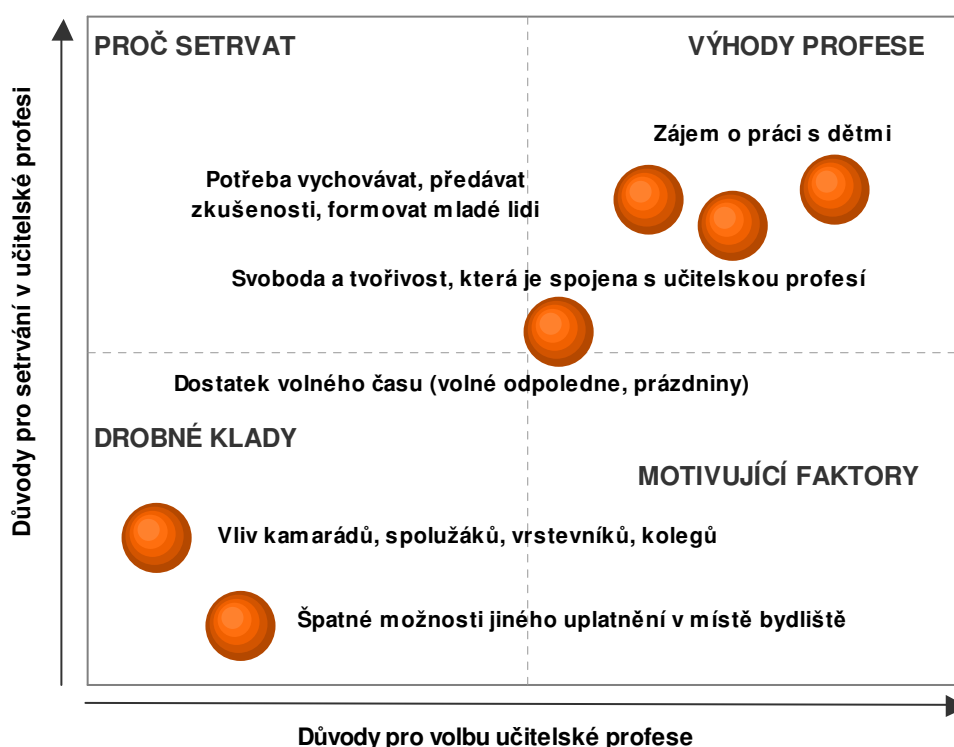 PROČ SETRVAT
VÝHODY PROFESE
Zájem o práci s dětmi
Potřeba vychovávat, předávat
zkušenosti, formovat mladé lidi
Svoboda a tvořivost, která je spojena s učitelskou profesí
Dostatek volného času (volné odpoledne, prázdniny)
DROBNÉ KLADY
MOTIVUJÍCÍ FAKTORY
Vliv kamarádů, spolužáků, vrstevníků, kolegů
Špatné možnosti jiného uplatnění v místě bydliště
Důvody pro setrvání v učitelské profesi
Důvody pro volbu učitelské profese